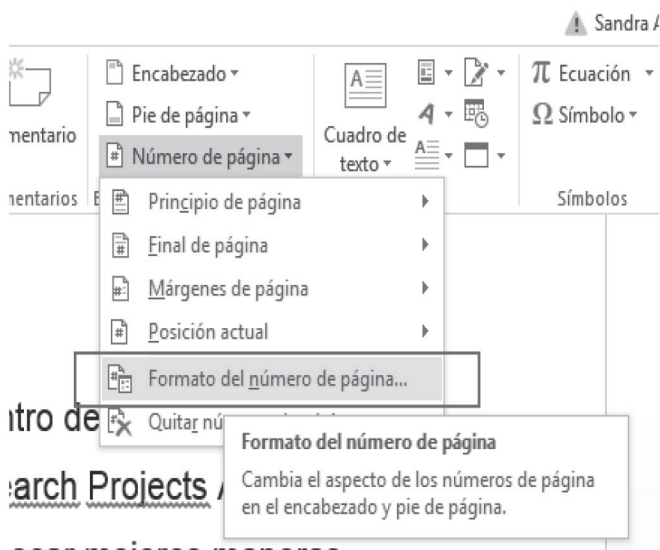 Sandra A
Encabezado
Pie de página
Número de página
mentario
Cuadro de
texto
Ecuación
Símbolo
nentarios
Símbolos
Principio de página
Final de página
Márgenes de página
Posición actual
Formato del número de página...
Quitar nú
Formato del número de página
Cambia el aspecto de los números de página
en el encabezado y pie de página.
ntro de
earch Projects